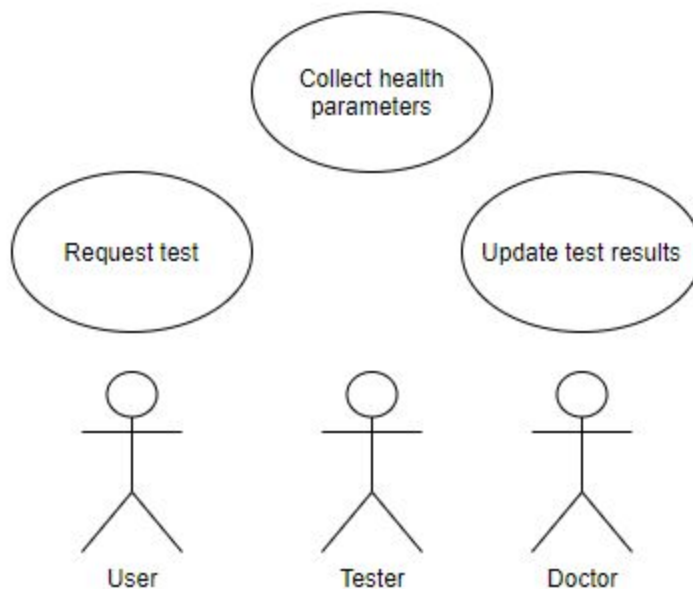 Collect health
parameters
Request test
Update test results
User
Tester
Doctor